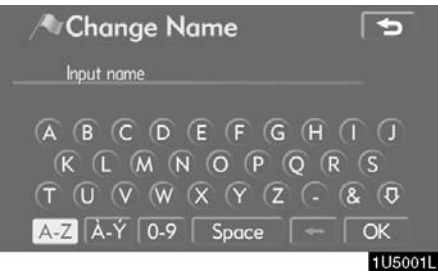 Change Name
Input name
A B C D E F G H I J
K L M N O P Q R S
T U V W X Y Z - &
A-Z À-Ý 0-9 Space OK
1U5001L